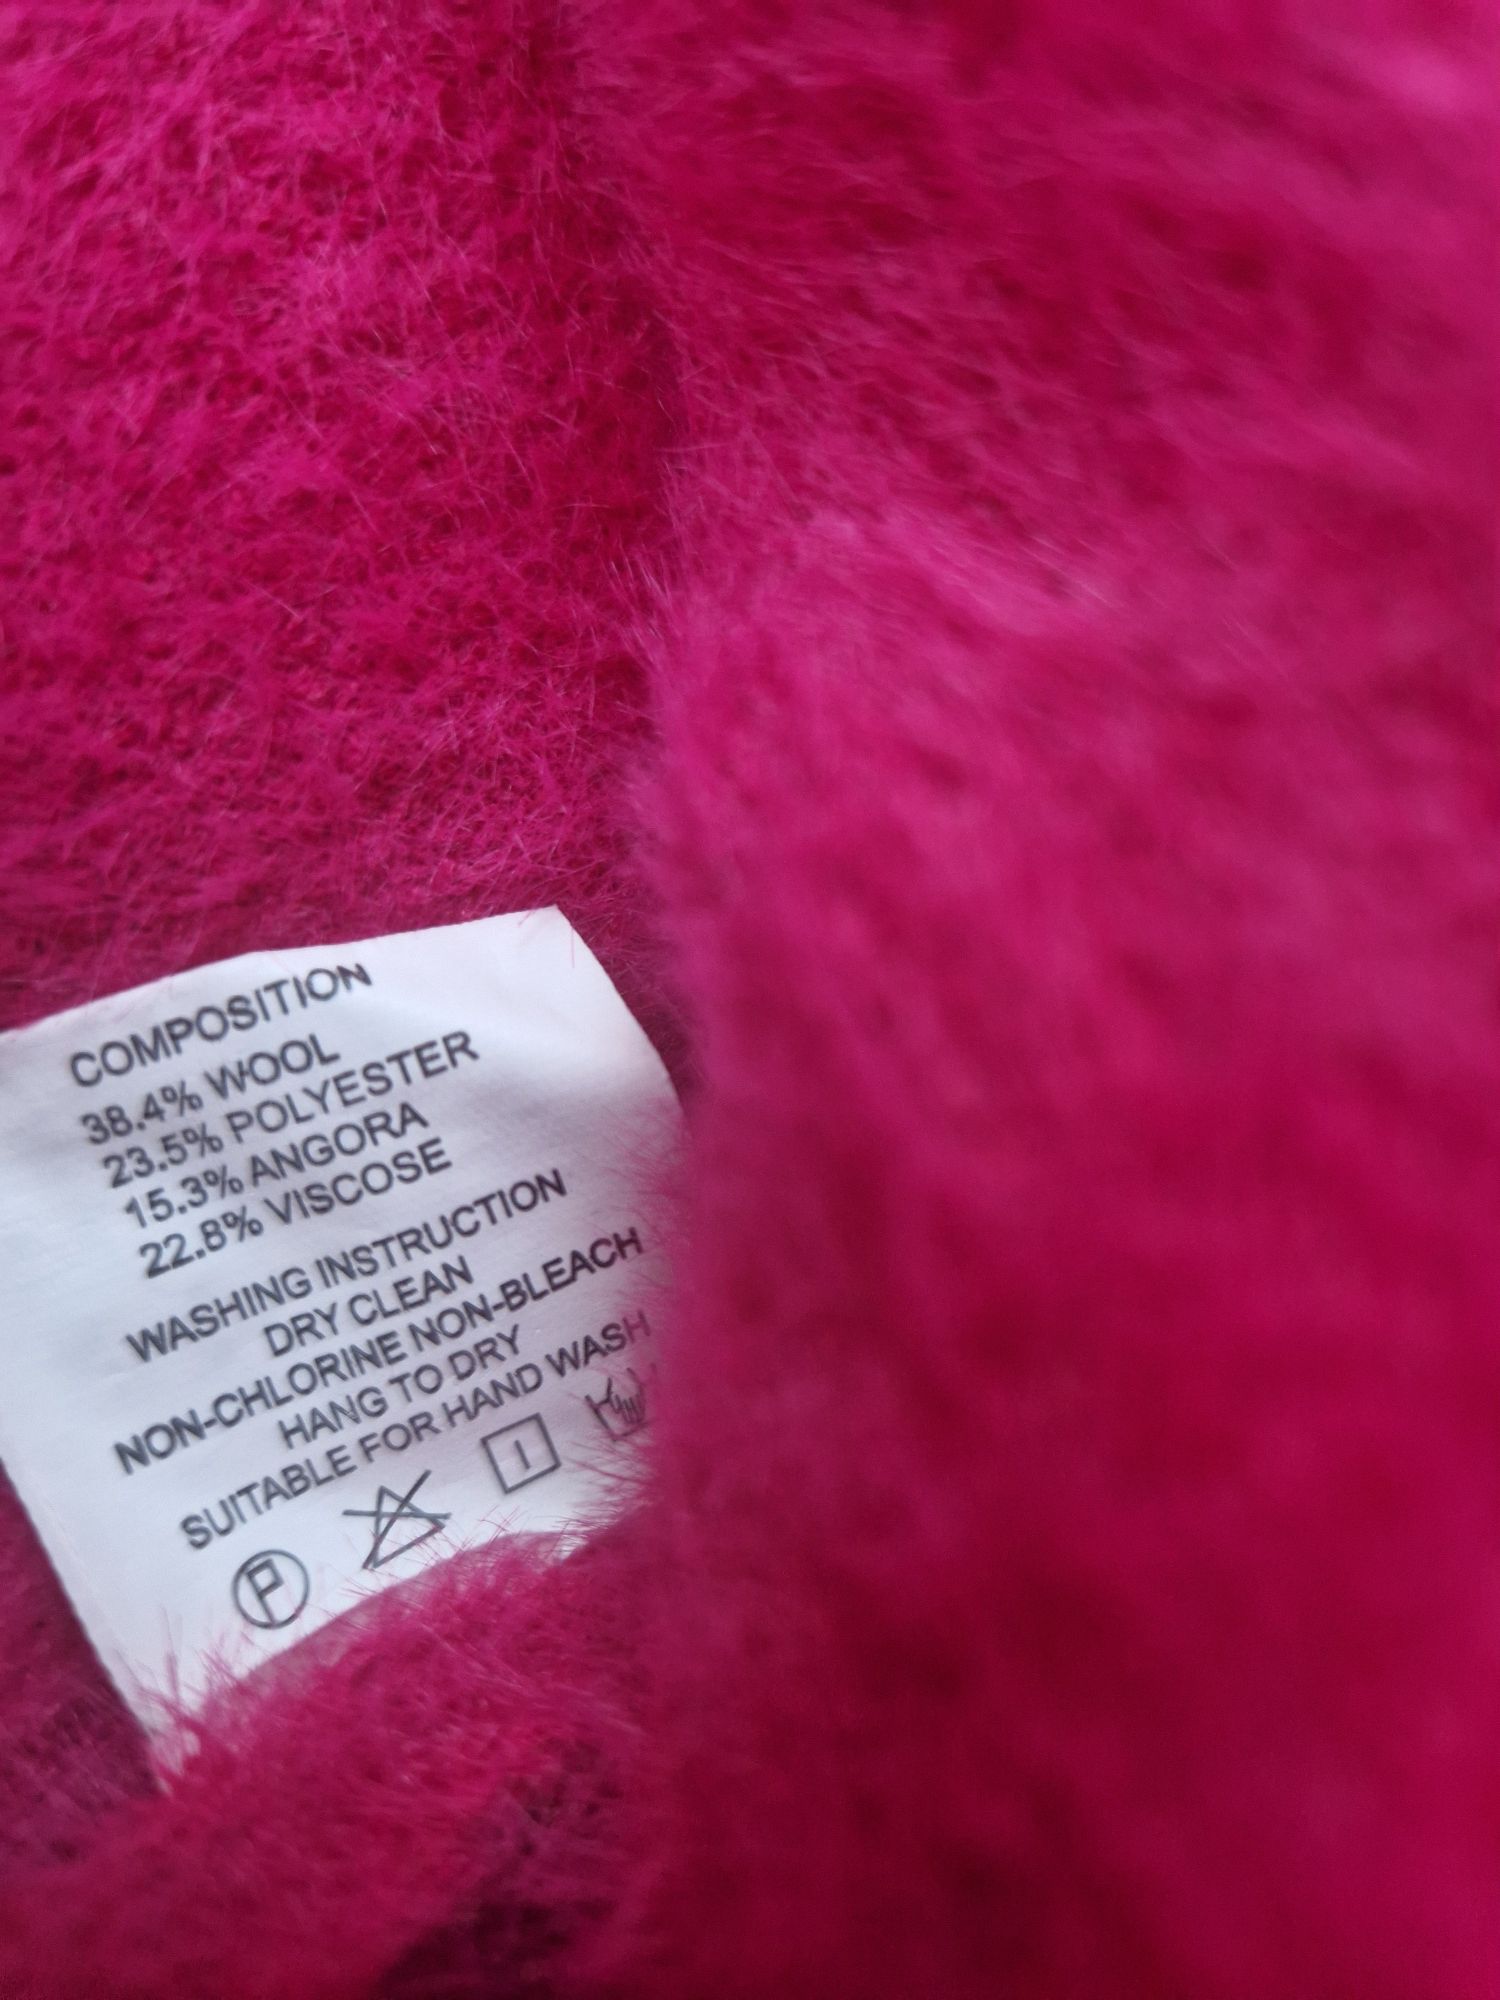 COMPOSITION
38.4% WOOL
23.5% POLYESTER
15.3% ANGORA
22.8% VISCOSE
WASHING INSTRUCTION
DRY CLEAN
NON-CHLORINE NON-BLEACH
HANG TO DRY
SUITABLE FOR HAND WASH
P